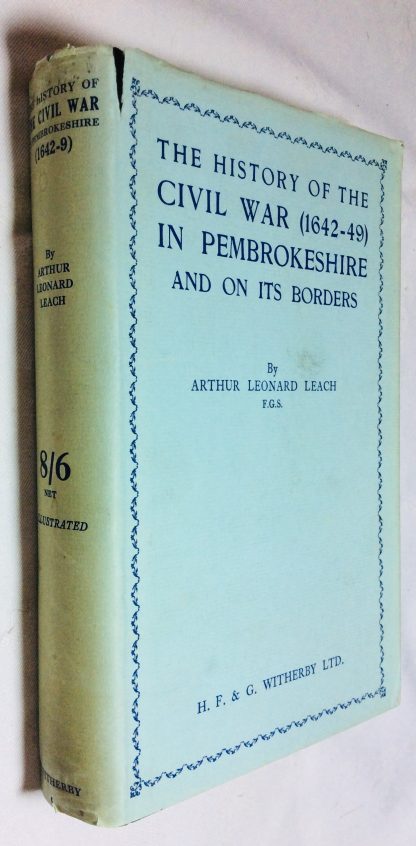 HISTORY OF
CIVIL WAR
PEMBROKESHIRE
(1642-9)
By
ARTHUR
LEONARD
LEACH
8/6
NET
ILLUSTRATED
WITHERBY
THE HISTORY OF THE
CIVIL WAR (1642-49)
IN PEMBROKESHIRE
AND ON ITS BORDERS
By
ARTHUR LEONARD LEACH
F.G.S.
H. F. & G. WITHERBY LTD.